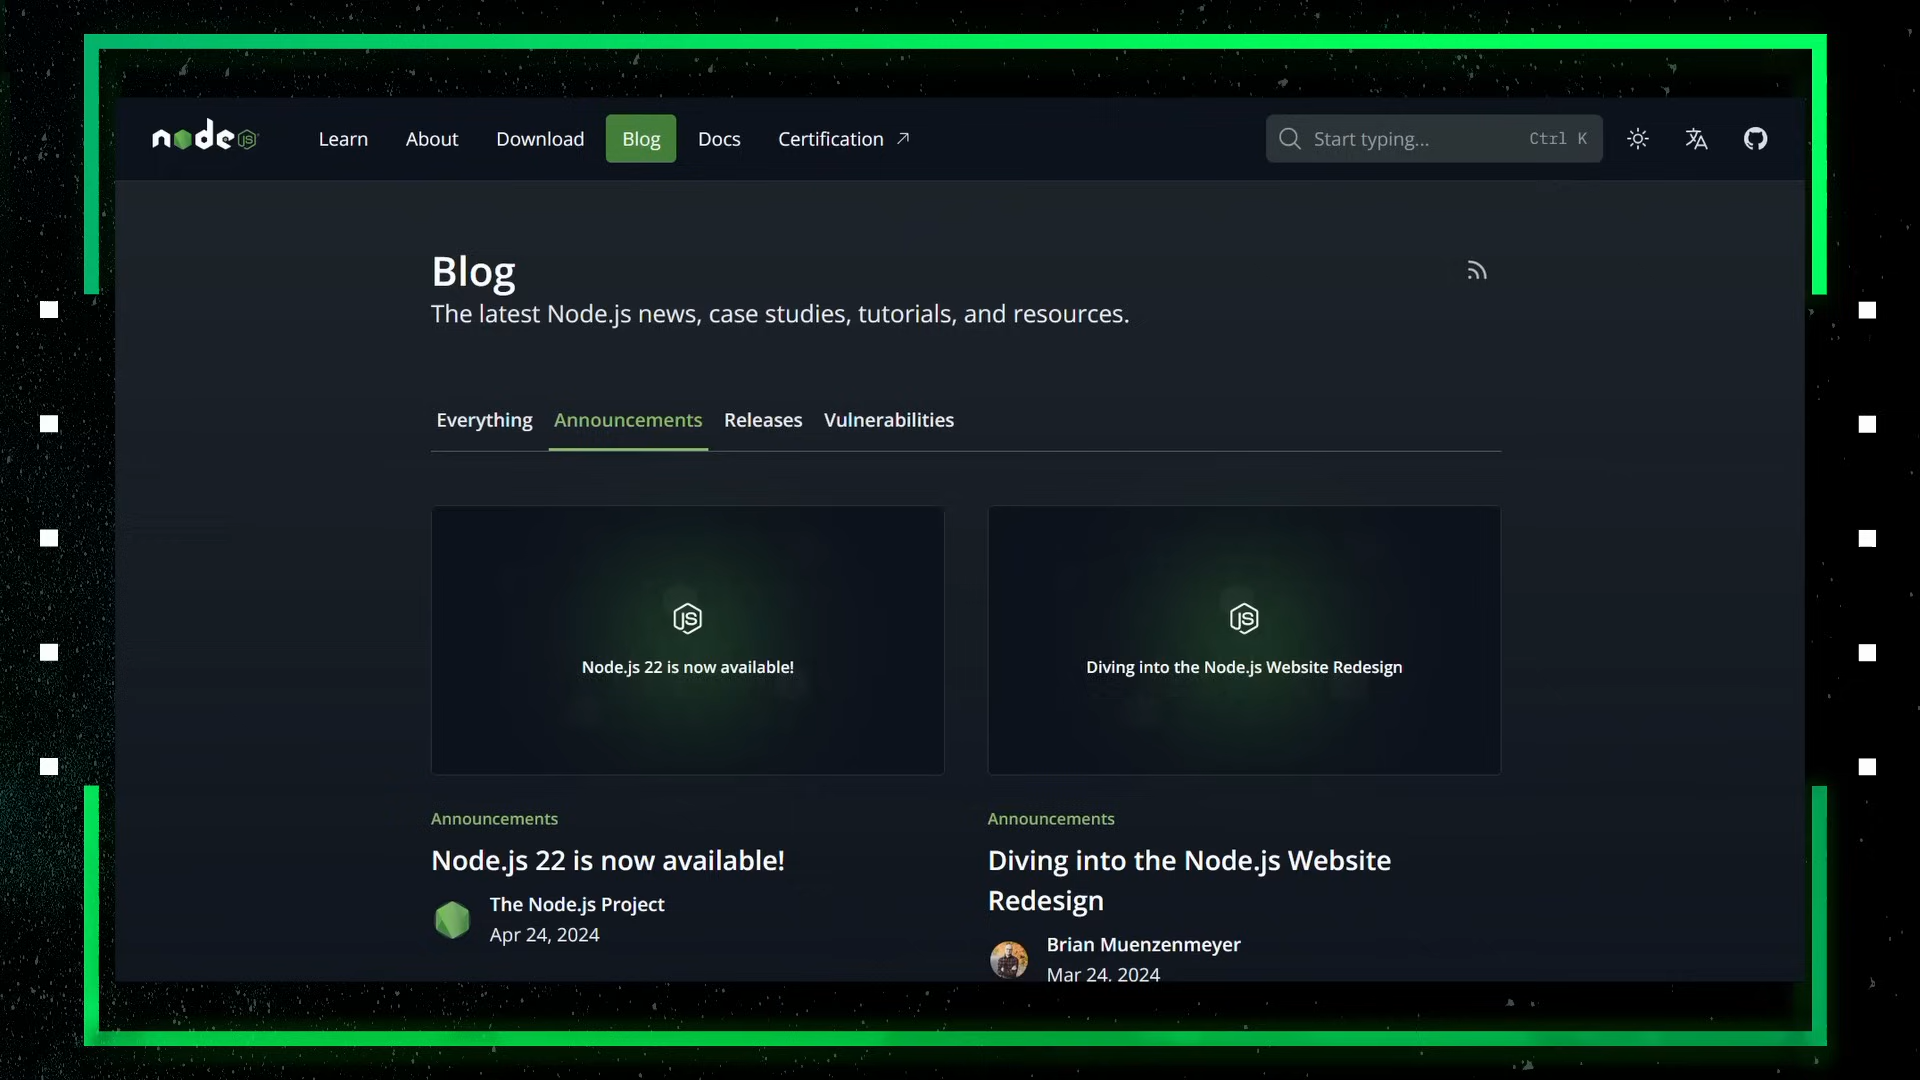 node JS
Learn
About
Download
Blog
Docs
Certification
Start typing...
Ctrl K
Blog
The latest Node.js news, case studies, tutorials, and resources.
Everything
Announcements
Releases
Vulnerabilities
JS
Node.js 22 is now available!
JS
Diving into the Node.js Website Redesign
Announcements
Node.js 22 is now available!
The Node.js Project
Apr 24, 2024
Announcements
Diving into the Node.js Website
Redesign
Brian Muenzenmeyer
Mar 24, 2024